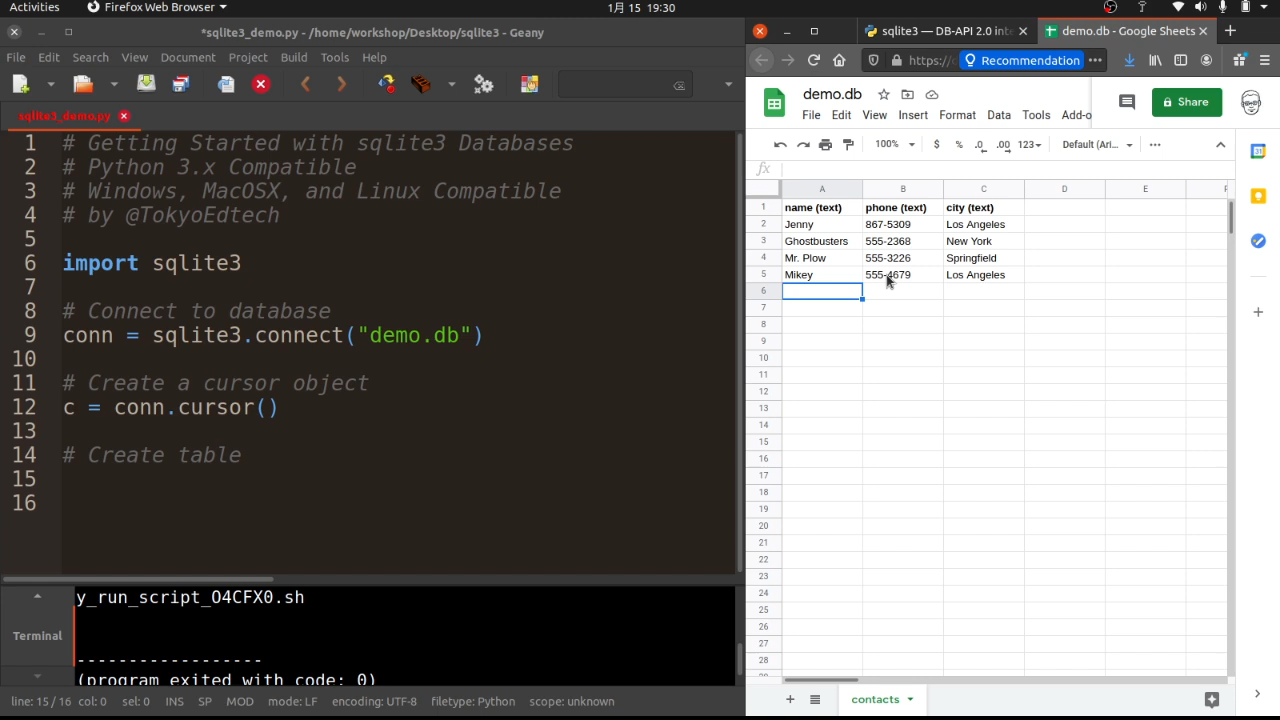 Activities
Firefox Web Browser
1月 15 19:30
*sqlite3_demo.py - /home/workshop/Desktop/sqlite3 - Geany
File Edit Search View Document Project Build Tools Help
sqlite3_demo.py
1 # Getting Started with sqlite3 Databases
2 # Python 3.x Compatible
3 # Windows, MacOSX, and Linux Compatible
4 # by @TokyoEdtech
5
6 import sqlite3
7
8 # Connect to database
9 conn = sqlite3.connect("demo.db")
10
11 # Create a cursor object
12 c = conn.cursor()
13
14 # Create table
15
16
y_run_script_O4CFX0.sh
Terminal
------------------
(program exited with code: 0)
line: 15 / 16 col: 0 sel: 0 INS SP MOD mode: LF encoding: UTF-8 filetype: Python scope: unknown
sqlite3 — DB-API 2.0 inte
demo.db - Google Sheets
https:/
Recommendation
demo.db
File Edit View Insert Format Data Tools Add-o
Share
100% $ % .0 .00 123 Default (Ari...
fx
A B C D E F
1 name (text) phone (text) city (text)
2 Jenny 867-5309 Los Angeles
3 Ghostbusters 555-2368 New York
4 Mr. Plow 555-3226 Springfield
5 Mikey 555-4679 Los Angeles
6
7
8
9
10
11
12
13
14
15
16
17
18
19
20
21
22
23
24
25
26
27
28
29
contacts
31